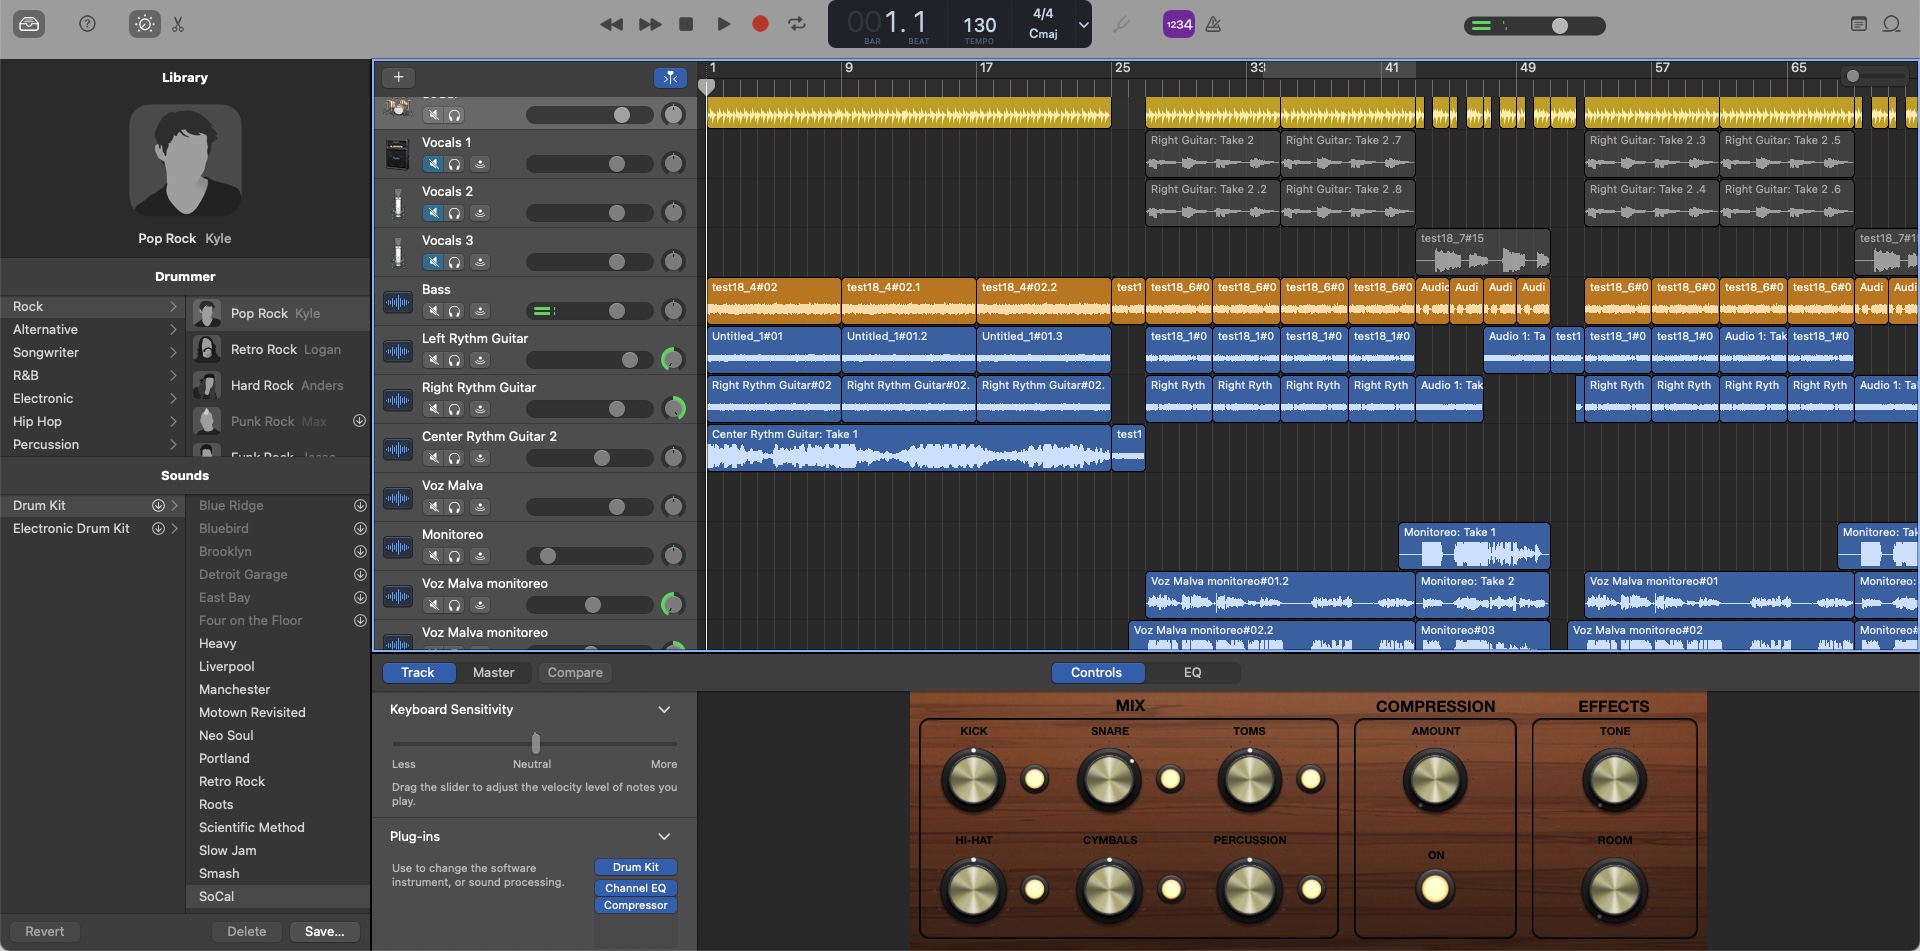 001.1
BAR
BEAT
130
TEMPO
4/4
Cmaj
1234
Library
Pop Rock Kyle
Drummer
Rock
Alternative
Songwriter
R&B
Electronic
Hip Hop
Percussion
Pop Rock Kyle
Retro Rock Logan
Hard Rock Anders
Punk Rock Max
Sounds
Drum Kit
Electronic Drum Kit
Blue Ridge
Bluebird
Brooklyn
Detroit Garage
East Bay
Four on the Floor
Heavy
Liverpool
Manchester
Motown Revisited
Neo Soul
Portland
Retro Rock
Roots
Scientific Method
Slow Jam
Smash
SoCal
Revert
Delete
Save...
1 9 17 25 33 41 49 57 65
Vocals 1
Right Guitar: Take 2
Right Guitar: Take 2 .7
Right Guitar: Take 2 .3
Right Guitar: Take 2 .5
Vocals 2
Right Guitar: Take 2 .2
Right Guitar: Take 2 .8
Right Guitar: Take 2 .4
Right Guitar: Take 2 .6
Vocals 3
test18_7#15
test18_7#1
Bass
test18_4#02
test18_4#02.1
test18_4#02.2
test1
test18_6#0
test18_6#0
test18_6#0
test18_6#0
Audio
Audi
Audi
Audi
test18_6#0
test18_6#0
test18_6#0
test18_6#0
Audi
Audi
Left Rythm Guitar
Untitled_1#01
Untitled_1#01.2
Untitled_1#01.3
test18_1#0
test18_1#0
test18_1#0
test18_1#0
Audio 1: Ta
test1
test18_1#0
test18_1#0
Audio 1: Tak
test18_1#0
Right Rythm Guitar
Right Rythm Guitar#02
Right Rythm Guitar#02.
Right Rythm Guitar#02.
Right Ryth
Right Ryth
Right Ryth
Right Ryth
Audio 1: Tak
Right Ryth
Right Ryth
Right Ryth
Right Ryth
Audio 1: Ta
Center Rythm Guitar 2
Center Rythm Guitar: Take 1
test1
Voz Malva
Monitoreo
Monitoreo: Take 1
Monitoreo: Tak
Voz Malva monitoreo
Voz Malva monitoreo#01.2
Monitoreo: Take 2
Voz Malva monitoreo#01
Monitoreo:
Voz Malva monitoreo
Voz Malva monitoreo#02.2
Monitoreo#03
Voz Malva monitoreo#02
Monitoreo#
Track
Master
Compare
Controls
EQ
Keyboard Sensitivity
Less
Neutral
More
Drag the slider to adjust the velocity level of notes you
play.
Plug-ins
Use to change the software
instrument, or sound processing.
Drum Kit
Channel EQ
Compressor
MIX
KICK
SNARE
TOMS
HI-HAT
CYMBALS
PERCUSSION
COMPRESSION
AMOUNT
ON
EFFECTS
TONE
ROOM